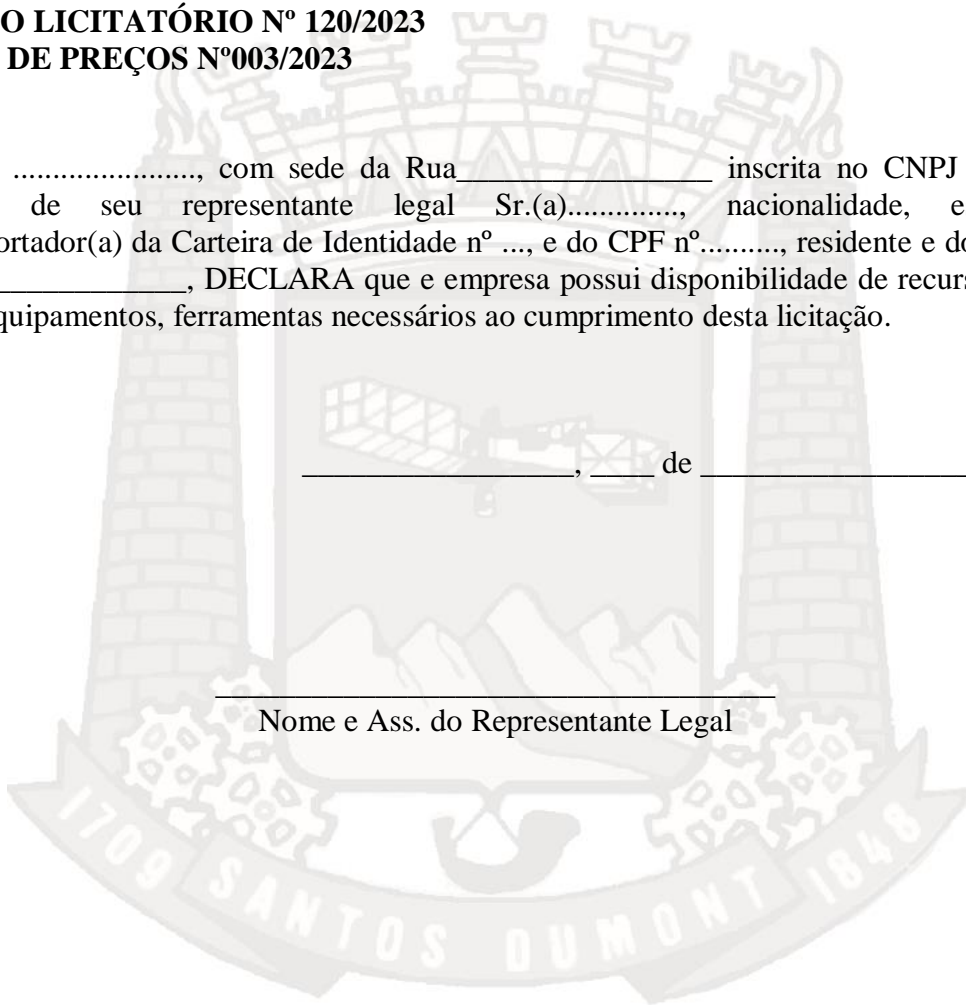 O LICITATÓRIO Nº 120/2023
DE PREÇOS Nº003/2023
......................., com sede da Rua________________ inscrita no CNPJ
de seu representante legal Sr.(a).............., nacionalidade, e
ortador(a) da Carteira de Identidade nº ..., e do CPF nº.........., residente e do
____________, DECLARA que e empresa possui disponibilidade de recurs
quipamentos, ferramentas necessários ao cumprimento desta licitação.
_________________, ____ de _________________
___________________________________
Nome e Ass. do Representante Legal
1709 SANTOS DUMONT 1848